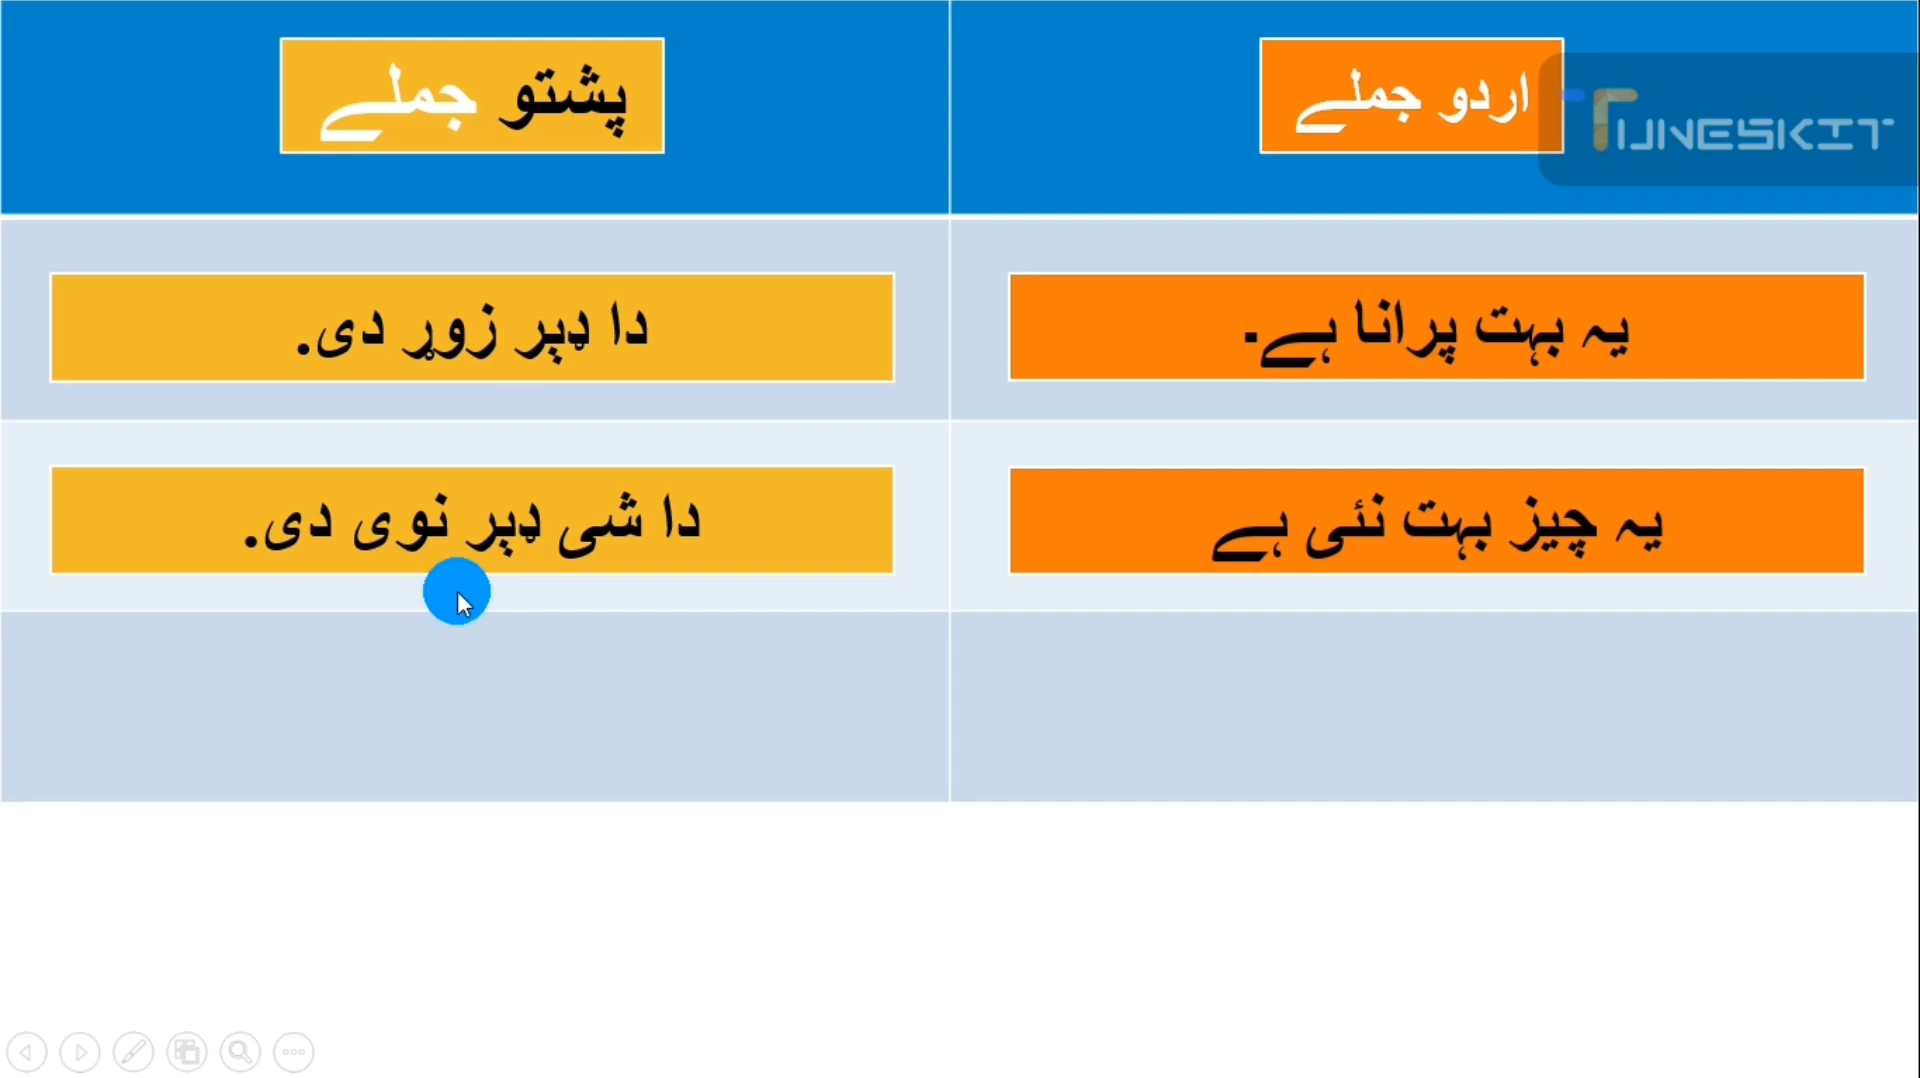 اردو جملے
پشتو جملے
یہ بہت پرانا ہے.
دا ډېر زوړ دی.
یہ چیز بہت نئی ہے
دا شی ډېر نوی دی.
TUNESKIT